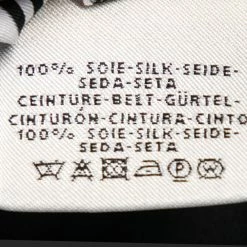 100% SOIE-SILK-SEIDE-
SEDA-SETA
CEINTURE-BELT-GÜRTEL-
CINTURÓN-CINTURA-CINTO
100% SOIE-SILK-SEIDE-
SEDA-SETA